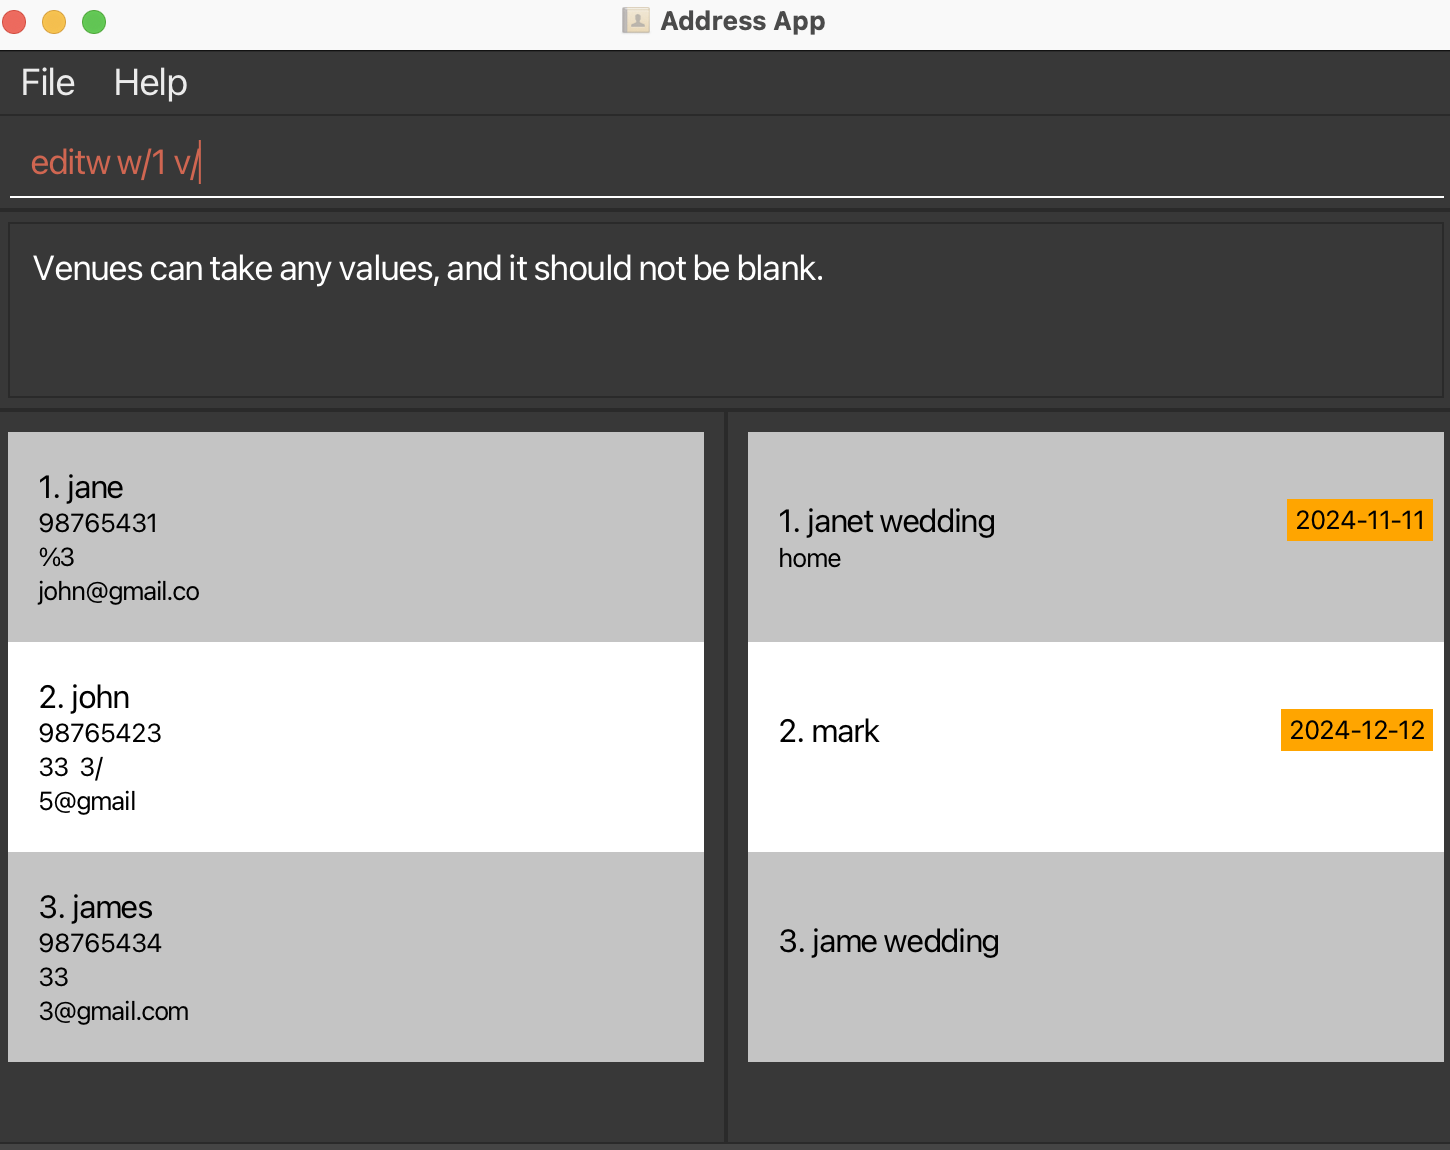 Address App
File Help
editw w/1 v/
Venues can take any values, and it should not be blank.
1. jane
98765431
%3
john@gmail.co
2. john
98765423
33  3/
5@gmail
3. james
98765434
33
3@gmail.com
1. janet wedding
2024-11-11
home
2. mark
2024-12-12
3. jame wedding